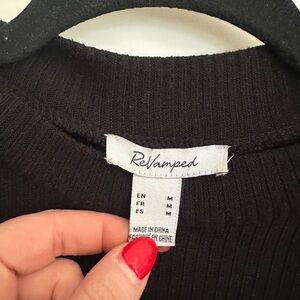 ReVamped
EN M
FR M
ES M
MADE IN CHINA
FABRIQUÉ EN CHINE